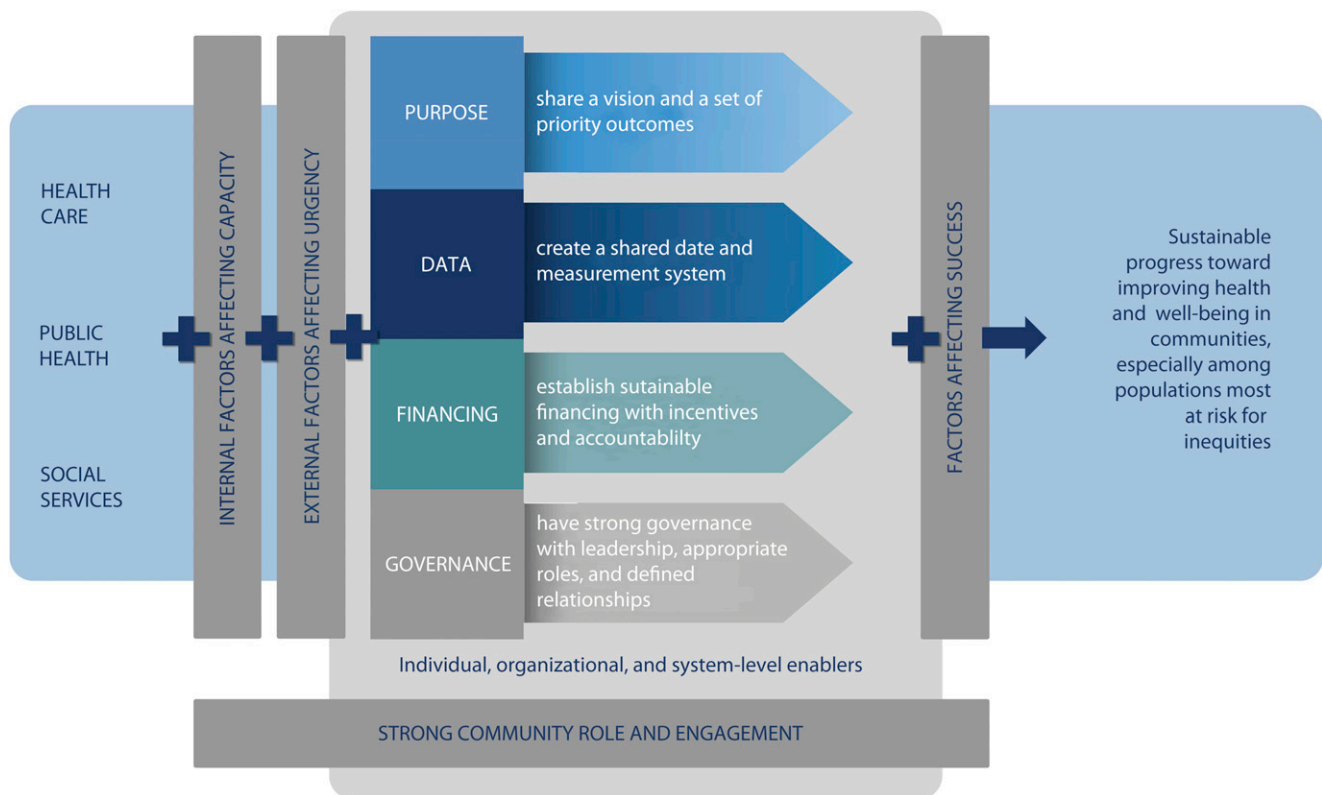 HEALTH
CARE
PUBLIC
HEALTH
SOCIAL
SERVICES
INTERNAL FACTORS AFFECTING CAPACITY
EXTERNAL FACTORS AFFECTING URGENCY
PURPOSE
share a vision and a set of
priority outcomes
DATA
create a shared date and
measurement system
FINANCING
establish sutainable
financing with incentives
and accountablilty
GOVERNANCE
have strong governance
with leadership, appropriate
roles, and defined
relationships
Individual, organizational, and system-level enablers
STRONG COMMUNITY ROLE AND ENGAGEMENT
FACTORS AFFECTING SUCCESS
Sustainable
progress toward
improving health
and well-being in
communities,
especially among
populations most
at risk for
inequities